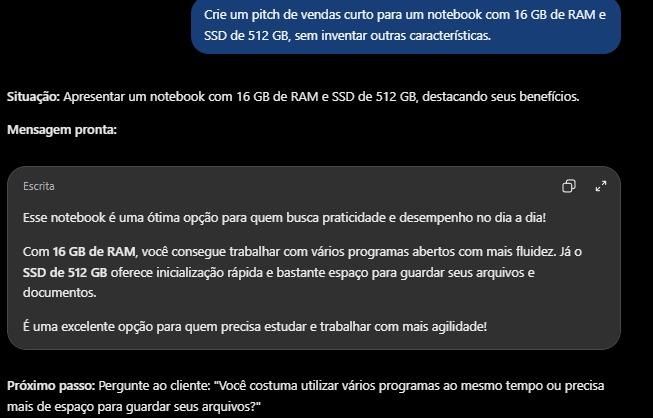 Crie um pitch de vendas curto para um notebook com 16 GB de RAM e
SSD de 512 GB, sem inventar outras características.
Situação: Apresentar um notebook com 16 GB de RAM e SSD de 512 GB, destacando seus benefícios.
Mensagem pronta:
Escrita
Esse notebook é uma ótima opção para quem busca praticidade e desempenho no dia a dia!
Com 16 GB de RAM, você consegue trabalhar com vários programas abertos com mais fluidez. Já o
SSD de 512 GB oferece inicialização rápida e bastante espaço para guardar seus arquivos e
documentos.
É uma excelente opção para quem precisa estudar e trabalhar com mais agilidade!
Próximo passo: Pergunte ao cliente: "Você costuma utilizar vários programas ao mesmo tempo ou precisa
mais de espaço para guardar seus arquivos?"